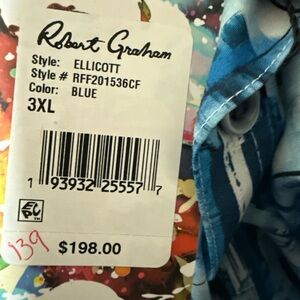 Robert Graham
Style: ELLICOTT
Style # RFF201536CF
Color: BLUE
3XL
1 93932 25557 7
139
$198.00